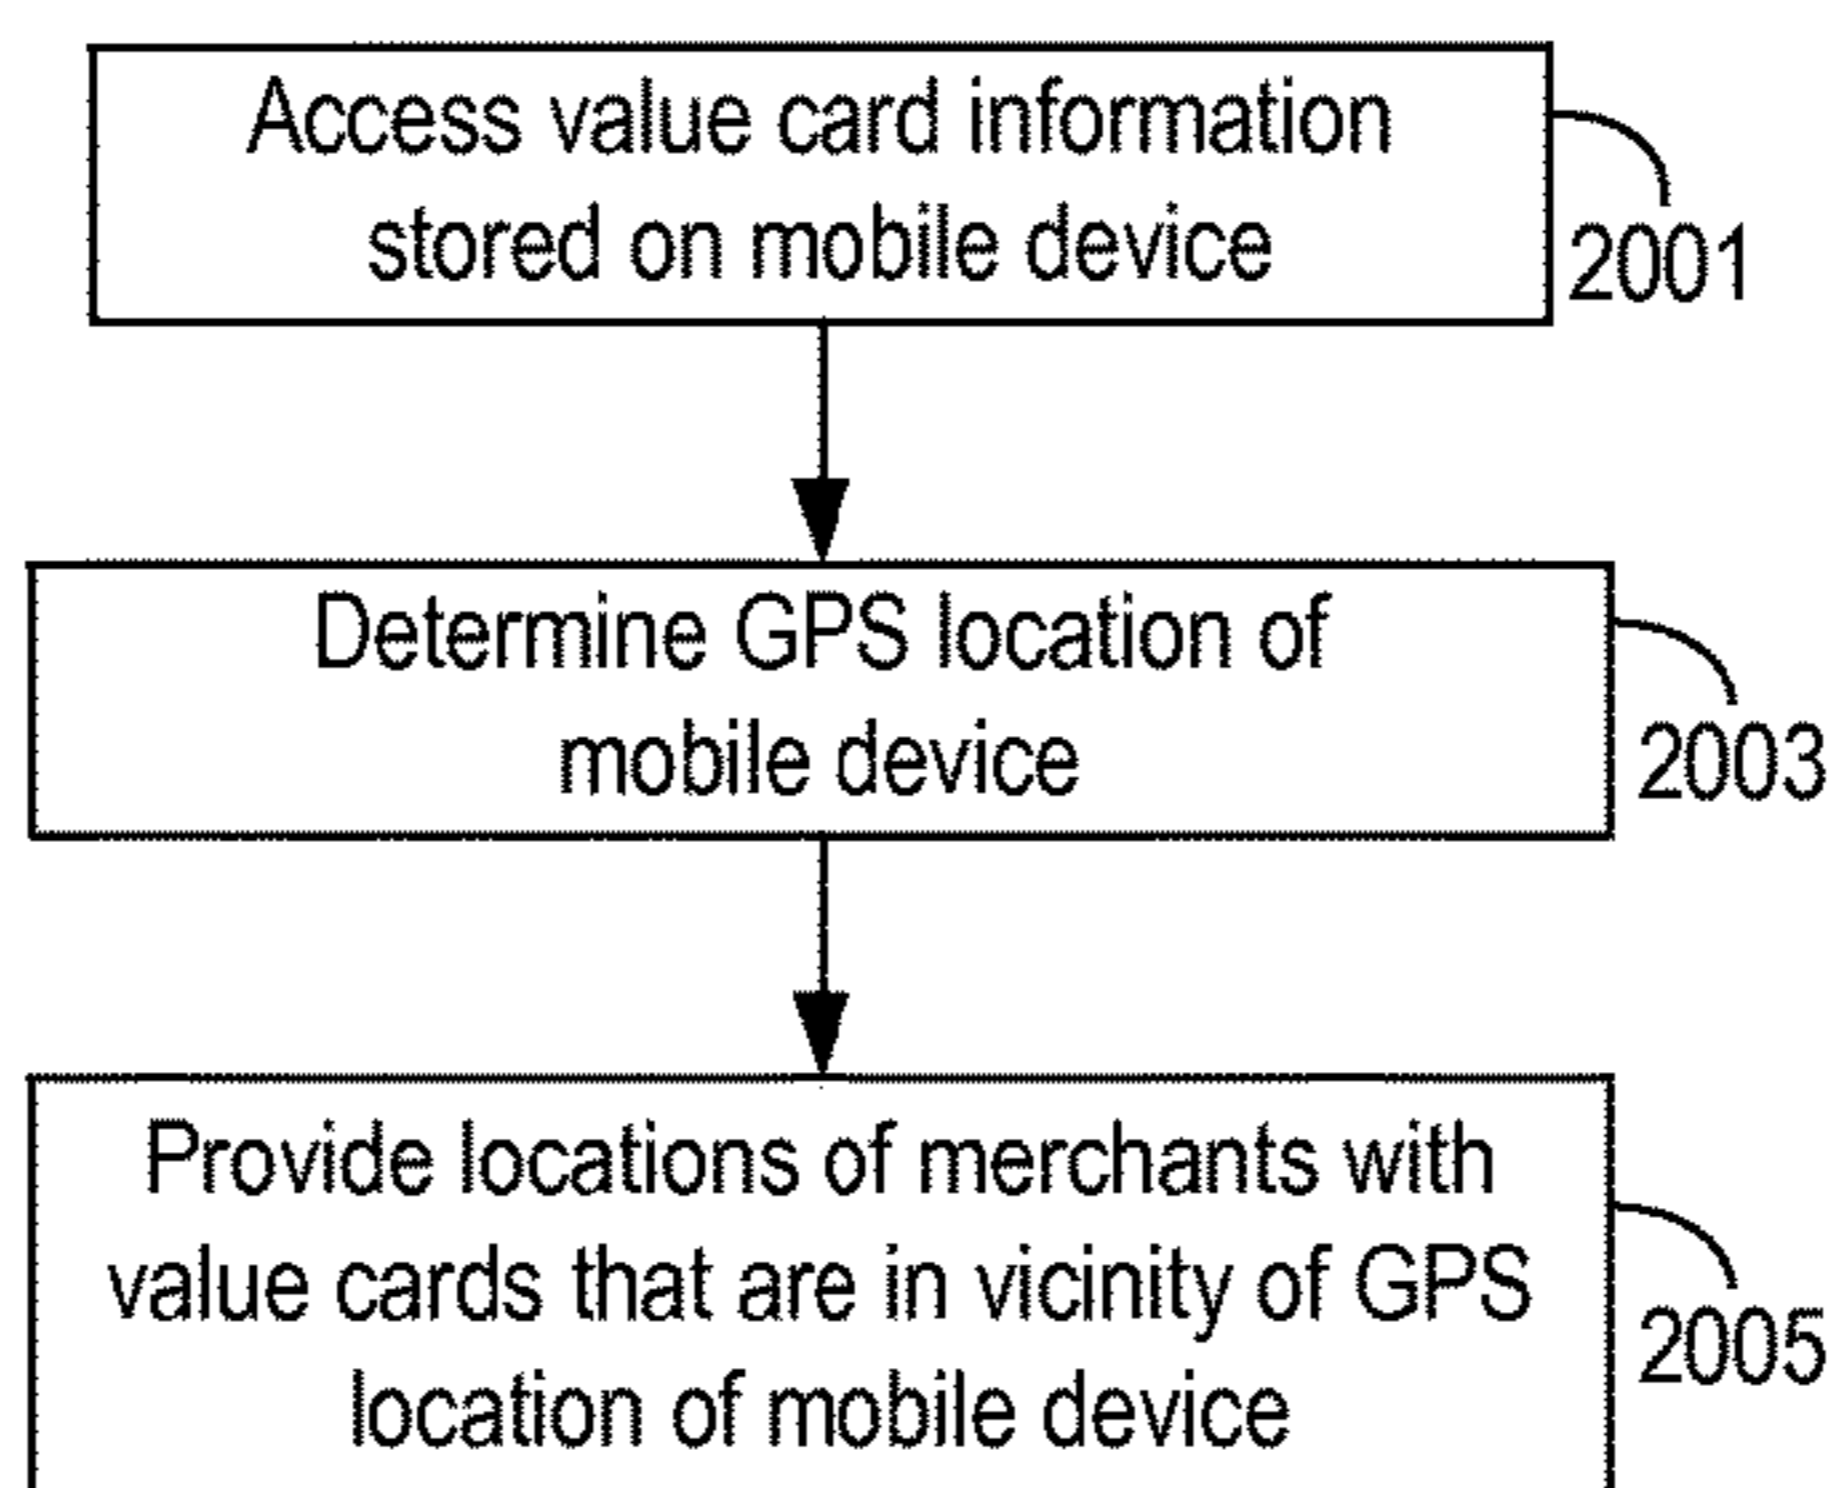 Access value card information
stored on mobile device
2001
Determine GPS location of
mobile device
2003
Provide locations of merchants with
value cards that are in vicinity of GPS
location of mobile device
2005